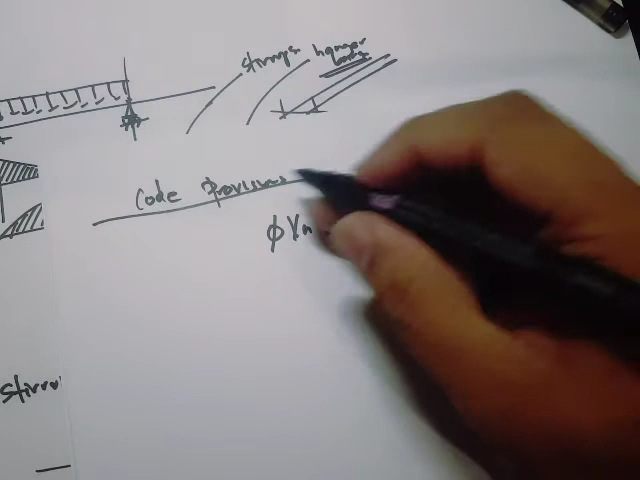 stirrups
hanger
bars
Code Provisions
ϕVn
stirru